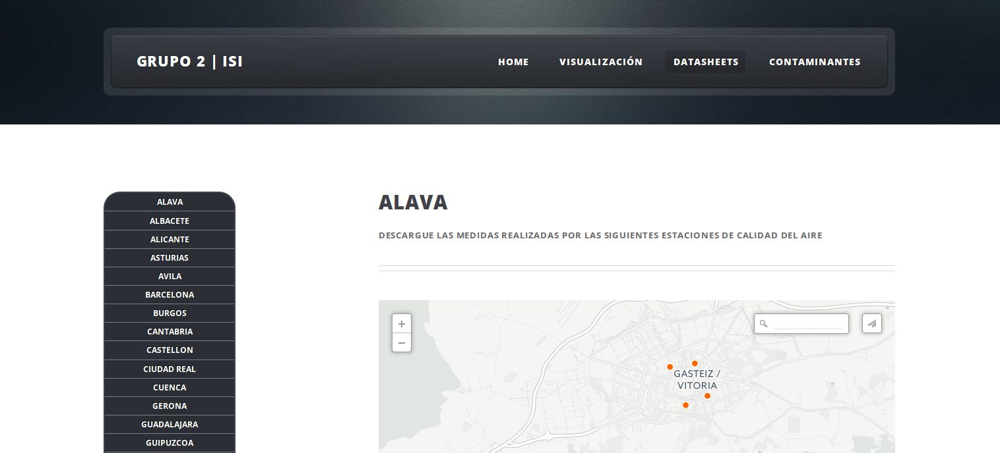 GRUPO 2 | ISI
HOME
VISUALIZACIÓN
DATASHEETS
CONTAMINANTES
ALAVA
ALBACETE
ALICANTE
ASTURIAS
AVILA
BARCELONA
BURGOS
CANTABRIA
CASTELLON
CIUDAD REAL
CUENCA
GERONA
GUADALAJARA
GUIPUZCOA
ALAVA
DESCARGUE LAS MEDIDAS REALIZADAS POR LAS SIGUIENTES ESTACIONES DE CALIDAD DEL AIRE
+
−
GASTEIZ /
VITORIA